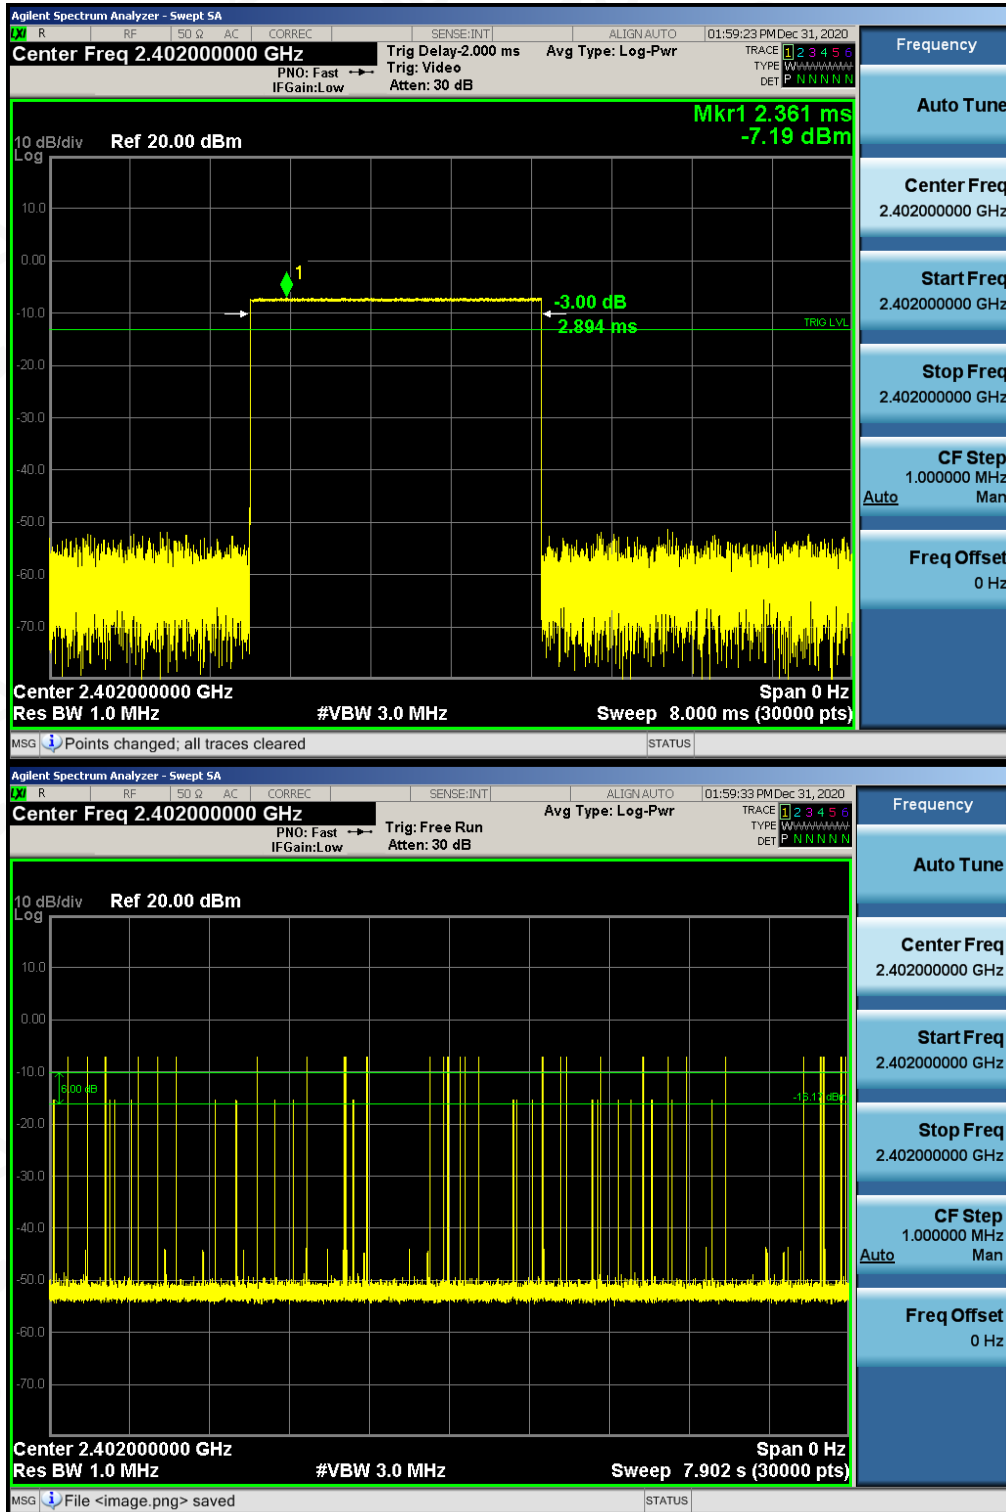 Agilent Spectrum Analyzer - Swept SA
LXI R RF 50 Ω AC CORREC SENSE:INT ALIGN AUTO 01:59:23 PM Dec 31, 2020
Center Freq 2.402000000 GHz
PNO: Fast
IFGain:Low
Trig Delay-2.000 ms
Trig: Video
Atten: 30 dB
Avg Type: Log-Pwr
TRACE 1 2 3 4 5 6
TYPE WWWWWW
DET P N N N N N
Mkr1 2.361 ms
-7.19 dBm
10 dB/div Ref 20.00 dBm
Log
10.0
0.00
1
-10.0
-3.00 dB
2.894 ms
TRIG LVL
-20.0
-30.0
-40.0
-50.0
-60.0
-70.0
Center 2.402000000 GHz Span 0 Hz
Res BW 1.0 MHz #VBW 3.0 MHz Sweep 8.000 ms (30000 pts)
MSG Points changed; all traces cleared STATUS
Frequency
Auto Tune
Center Freq
2.402000000 GHz
Start Freq
2.402000000 GHz
Stop Freq
2.402000000 GHz
CF Step
1.000000 MHz
Auto Man
Freq Offset
0 Hz
Agilent Spectrum Analyzer - Swept SA
LXI R RF 50 Ω AC CORREC SENSE:INT ALIGN AUTO 01:59:33 PM Dec 31, 2020
Center Freq 2.402000000 GHz
PNO: Fast
IFGain:Low
Trig: Free Run
Atten: 30 dB
Avg Type: Log-Pwr
TRACE 1 2 3 4 5 6
TYPE WWWWWW
DET P N N N N N
10 dB/div Ref 20.00 dBm
Log
10.0
0.00
-10.0
6.00 dB
-20.0
-30.0
-40.0
-50.0
-60.0
-70.0
Center 2.402000000 GHz Span 0 Hz
Res BW 1.0 MHz #VBW 3.0 MHz Sweep 7.902 s (30000 pts)
MSG File <image.png> saved STATUS
Frequency
Auto Tune
Center Freq
2.402000000 GHz
Start Freq
2.402000000 GHz
Stop Freq
2.402000000 GHz
CF Step
1.000000 MHz
Auto Man
Freq Offset
0 Hz